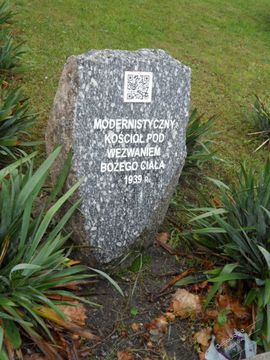 MODERNISTYCZNY
KOŚCIÓŁ POD
WEZWANIEM
BOŻEGO CIAŁA
1939 R.